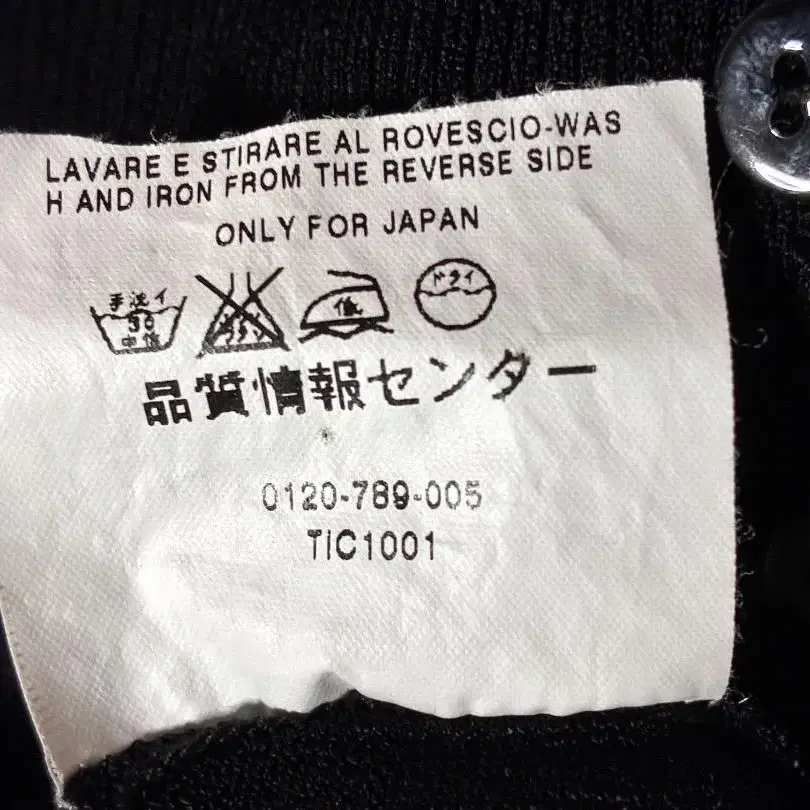 LAVARE E STIRARE AL ROVESCIO-WAS
H AND IRON FROM THE REVERSE SIDE
ONLY FOR JAPAN
手洗イ
30
中性
低
ドライ
品質情報センター
0120-789-005
TIC1001